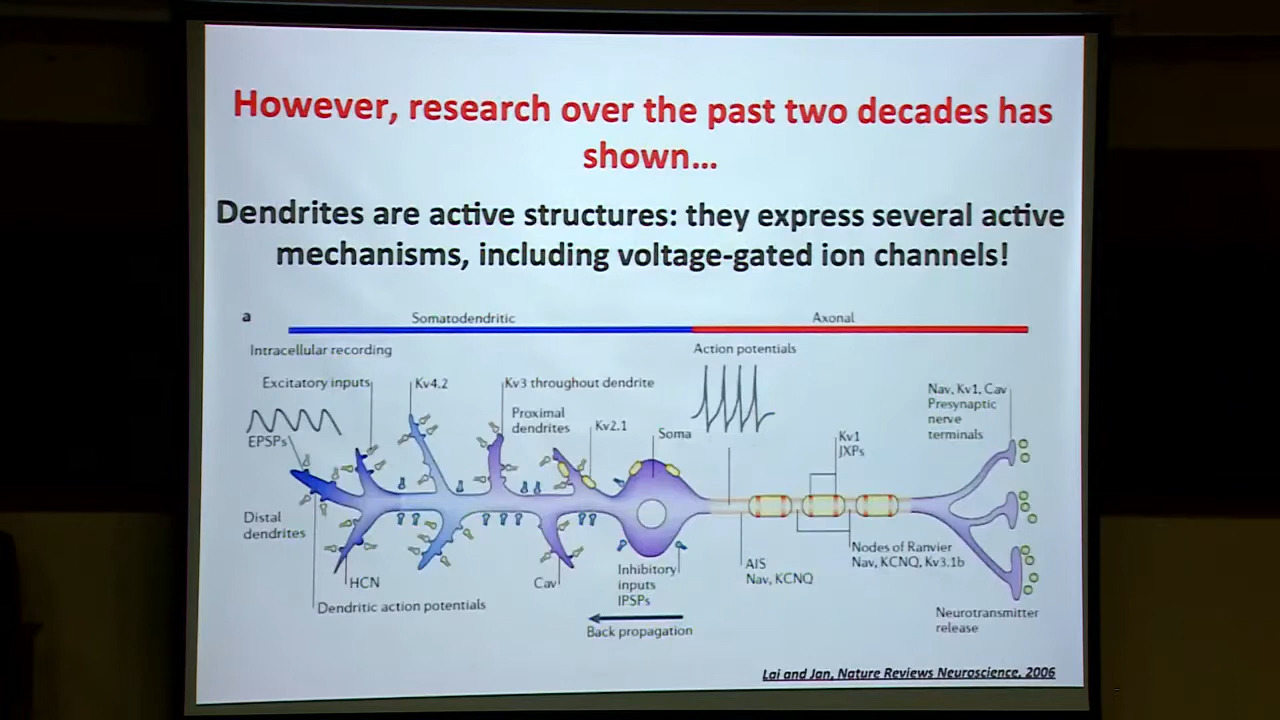 However, research over the past two decades has
shown...
Dendrites are active structures: they express several active
mechanisms, including voltage-gated ion channels!
a
Somatodendritic
Axonal
Intracellular recording
Action potentials
Excitatory inputs
Kv4.2
Kv3 throughout dendrite
Nav, Kv1, Cav
Presynaptic
nerve
terminals
Proximal
dendrites
Kv2.1
Soma
Kv1
JXPs
EPSPs
Distal
dendrites
HCN
Dendritic action potentials
Cav
Inhibitory
inputs
IPSPs
Back propagation
AIS
Nav, KCNQ
Nodes of Ranvier
Nav, KCNQ, Kv3.1b
Neurotransmitter
release
Lai and Jan, Nature Reviews Neuroscience, 2006